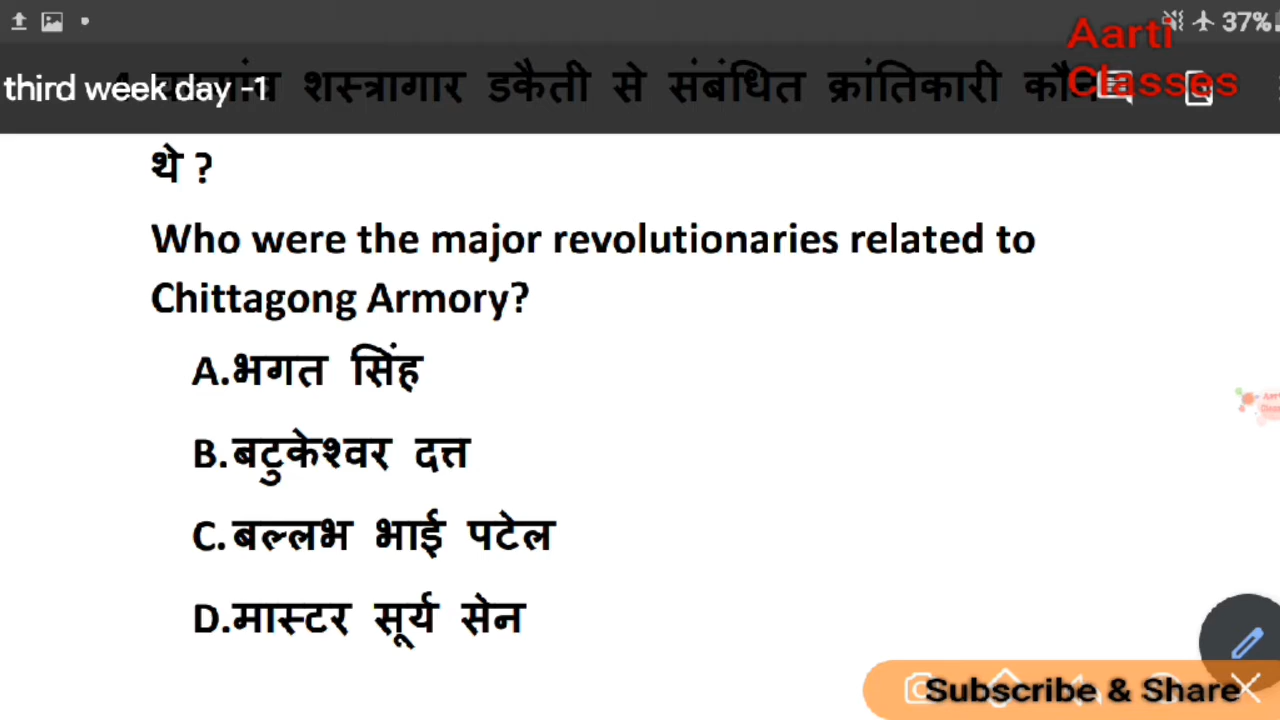 37%
Aarti
Classes
third week day -1
शस्त्रागार डकैती से संबंधित क्रांतिकारी कौन
थे ?
Who were the major revolutionaries related to
Chittagong Armory?
A.भगत सिंह
B.बटुकेश्वर दत्त
C.बल्लभ भाई पटेल
D.मास्टर सूर्य सेन
Subscribe & Share